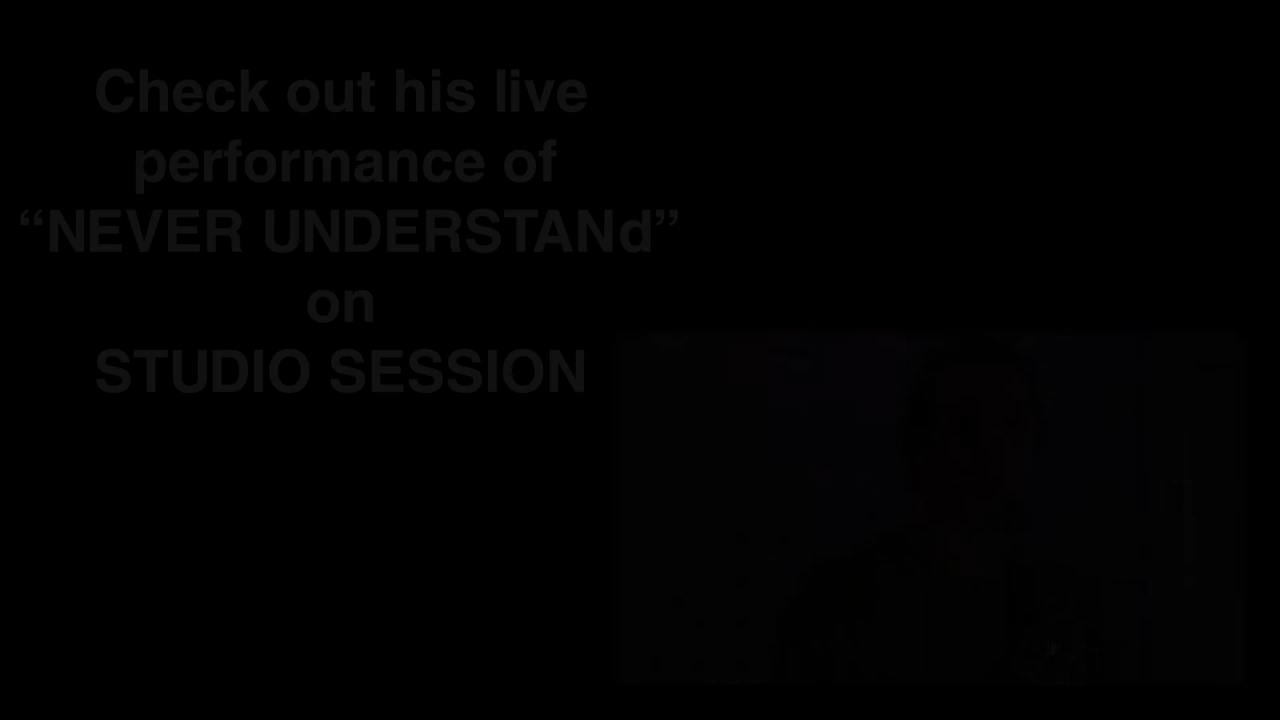 Check out his live
performance of
“NEVER UNDERSTANd”
on
STUDIO SESSION